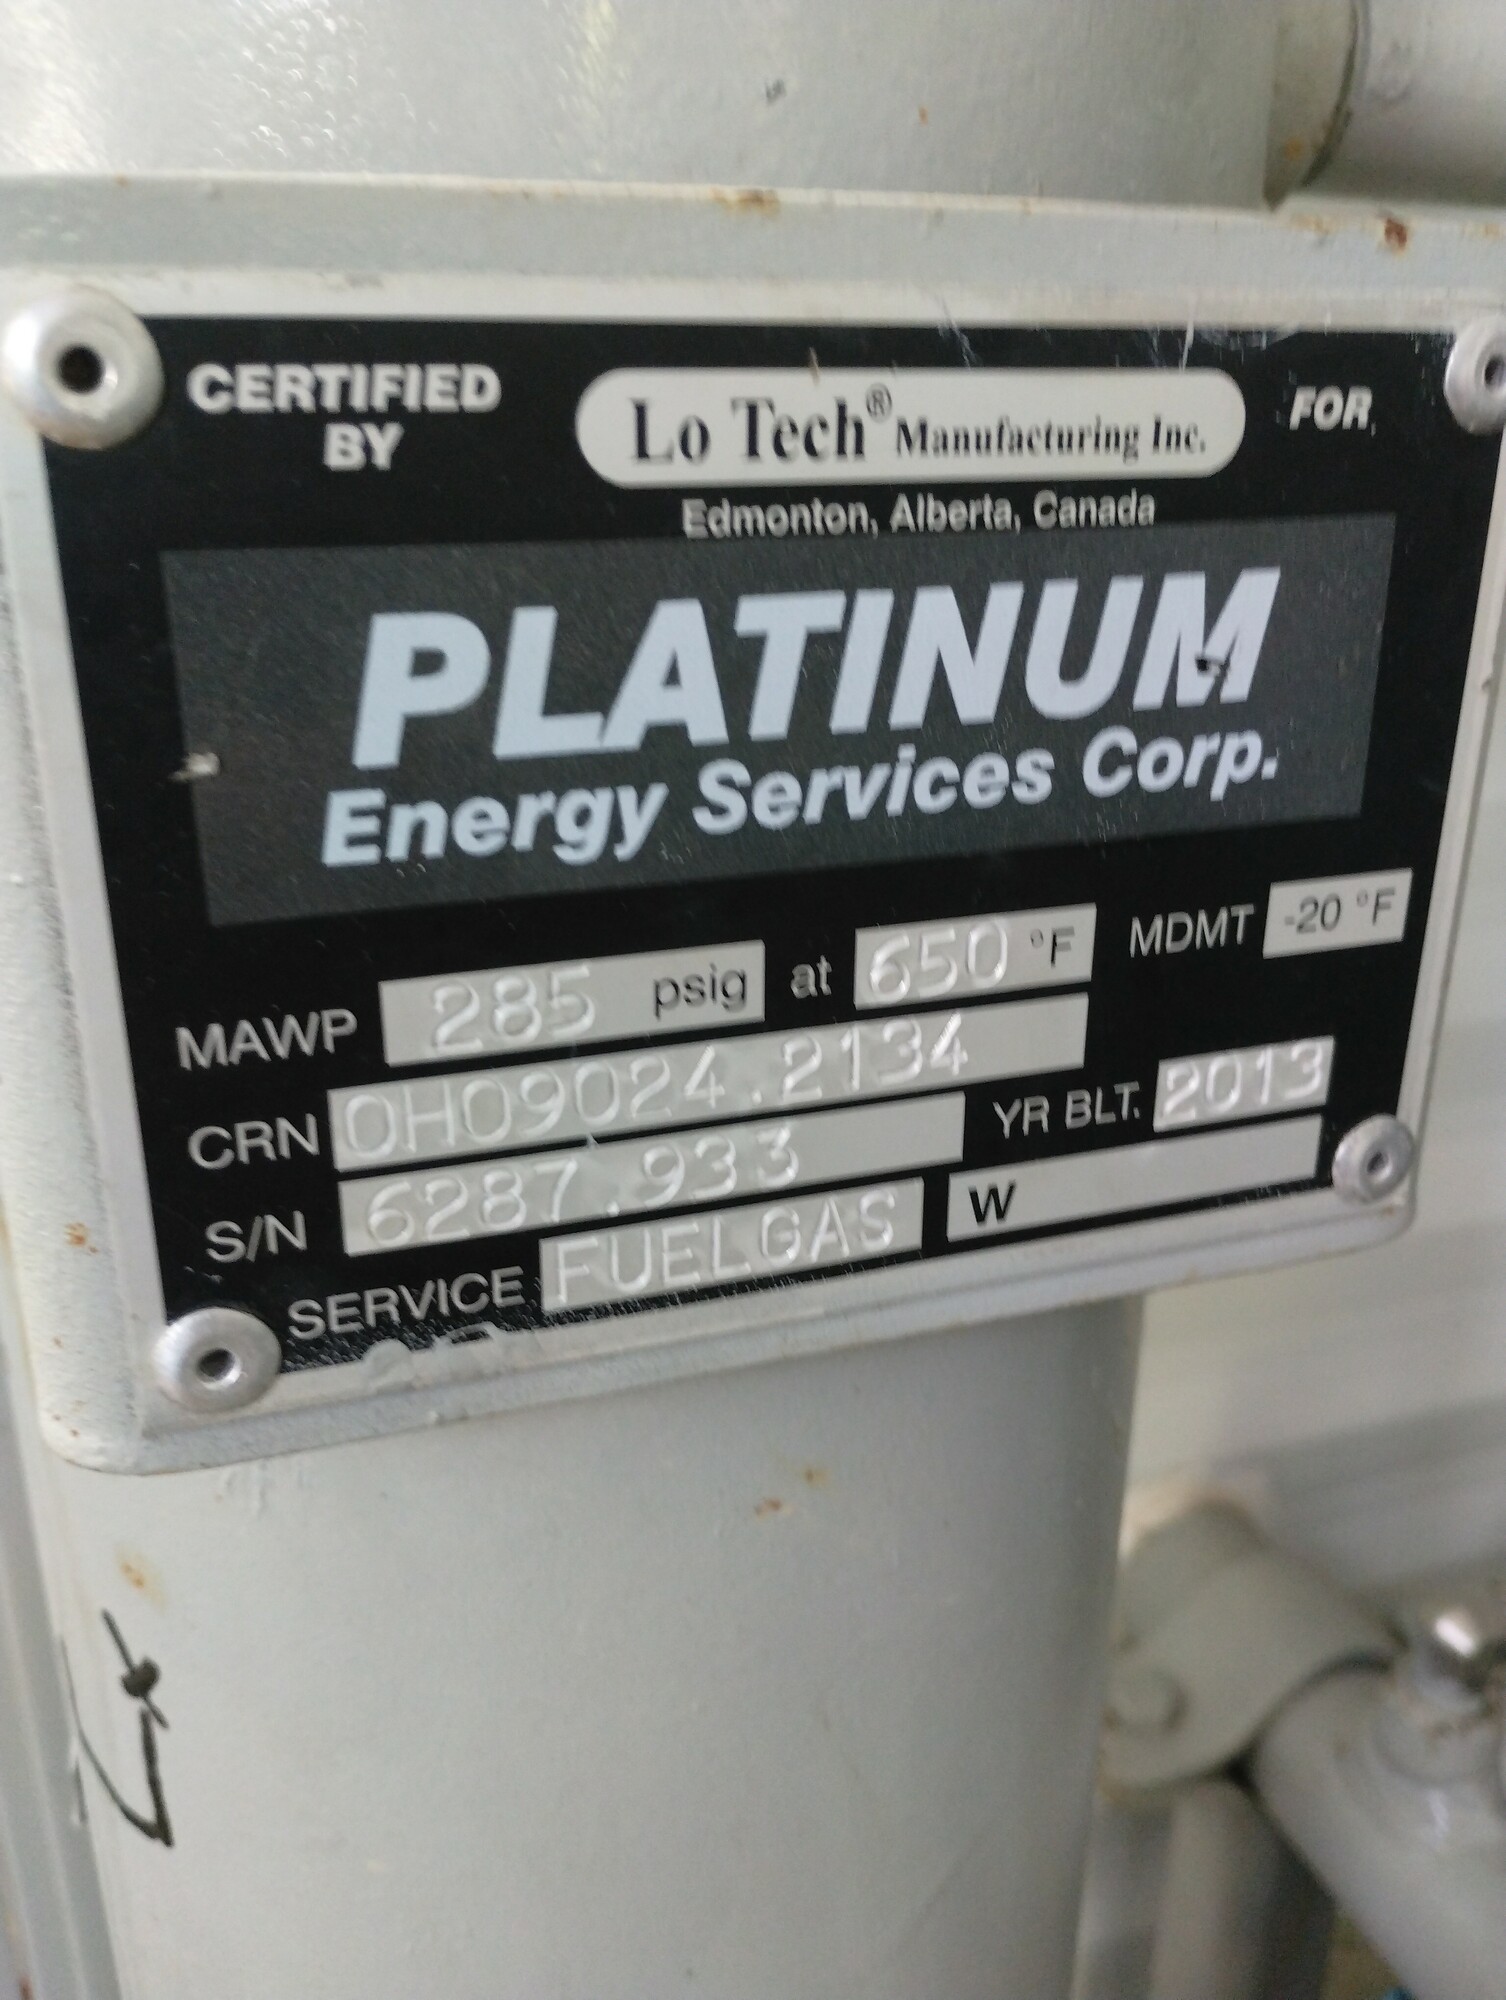 CERTIFIED BY
Lo Tech® Manufacturing Inc.
FOR
Edmonton, Alberta, Canada
PLATINUM
Energy Services Corp.
MAWP 285 psig at 650 °F MDMT -20 °F
CRN 0H09024.2134
S/N 6287.933 YR BLT. 2013
SERVICE FUELGAS W